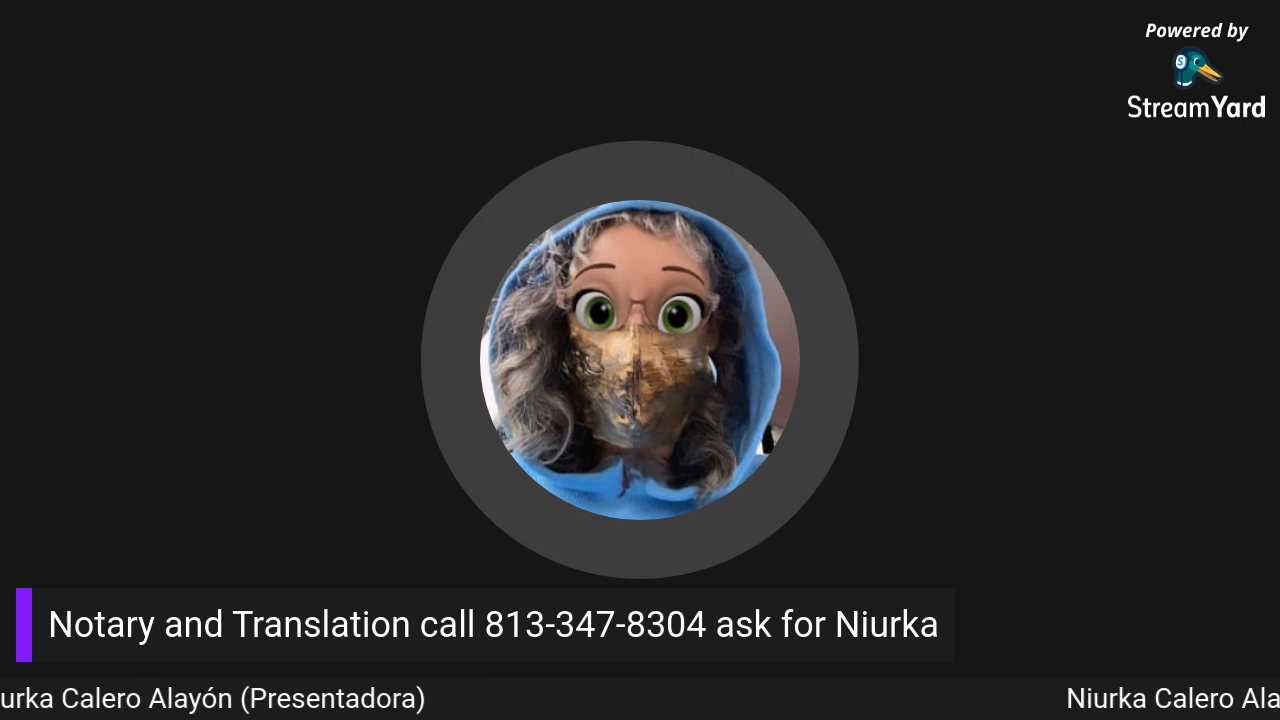 Powered by
StreamYard
Notary and Translation call 813-347-8304 ask for Niurka
urka Calero Alayón (Presentadora)
Niurka Calero Ala